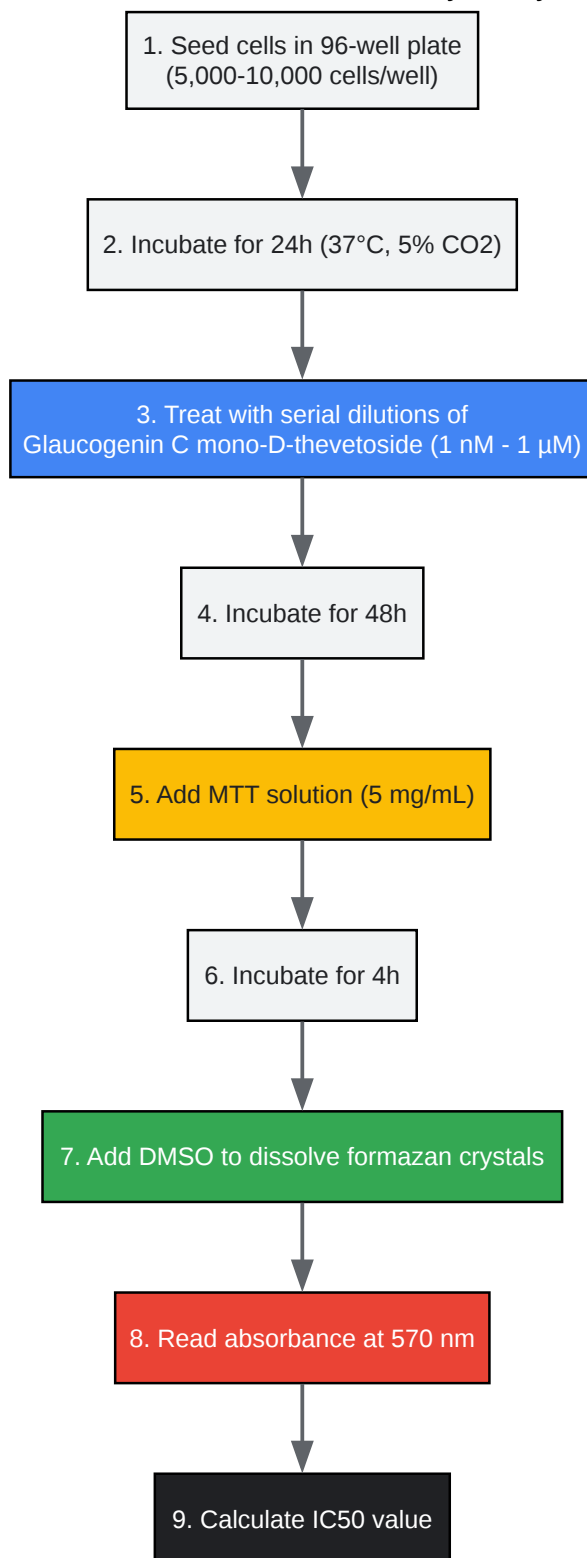 1. Seed cells in 96-well plate
(5,000-10,000 cells/well)
2. Incubate for 24h (37°C, 5% CO2)
3. Treat with serial dilutions of
Glaucogenin C mono-D-thevetoside (1 nM - 1 µM)
4. Incubate for 48h
5. Add MTT solution (5 mg/mL)
6. Incubate for 4h
7. Add DMSO to dissolve formazan crystals
8. Read absorbance at 570 nm
9. Calculate IC50 value